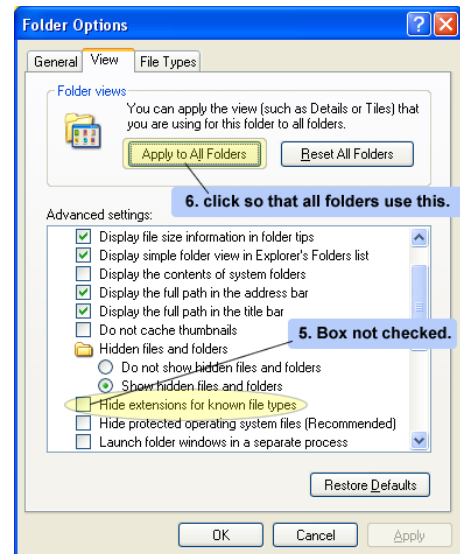 Folder Options
General View File Types
Folder views
You can apply the view (such as Details or Tiles) that
you are using for this folder to all folders.
Apply to All Folders Reset All Folders
6. click so that all folders use this.
Advanced settings:
Display file size information in folder tips
Display simple folder view in Explorer's Folders list
Display the contents of system folders
Display the full path in the address bar
Display the full path in the title bar
Do not cache thumbnails
5. Box not checked.
Hidden files and folders
Do not show hidden files and folders
Show hidden files and folders
Hide extensions for known file types
Hide protected operating system files (Recommended)
Launch folder windows in a separate process
Restore Defaults
OK Cancel Apply